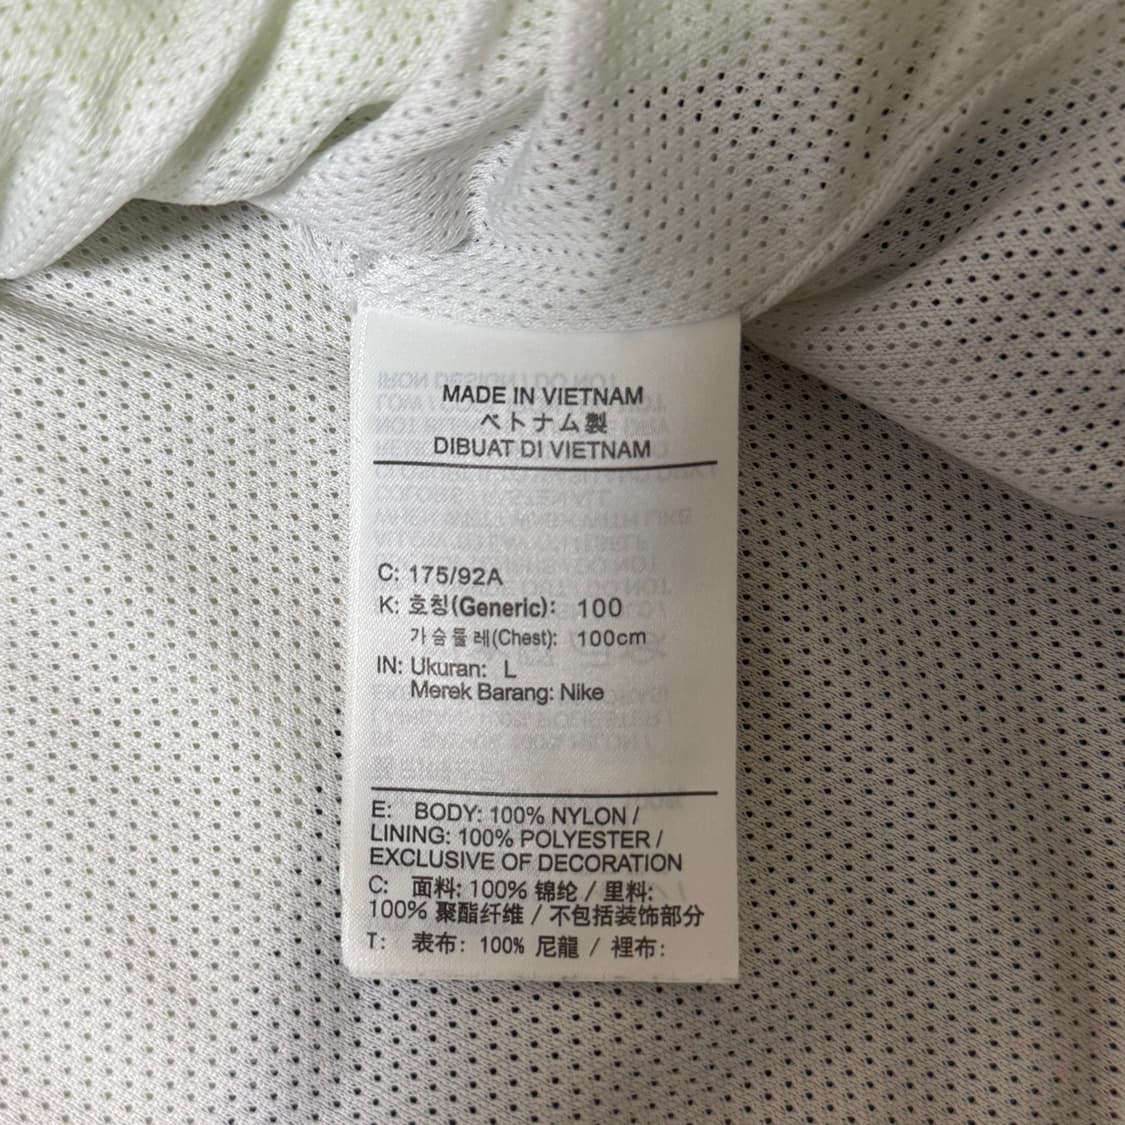 MADE IN VIETNAM
ベトナム製
DIBUAT DI VIETNAM
C: 175/92A
K: 호칭(Generic): 100
가슴둘레(Chest): 100cm
IN: Ukuran: L
Merek Barang: Nike
E: BODY: 100% NYLON /
LINING: 100% POLYESTER /
EXCLUSIVE OF DECORATION
C: 面料: 100% 锦纶 / 里料:
100% 聚酯纤维 / 不包括装饰部分
T: 表布: 100% 尼龍 / 裡布: